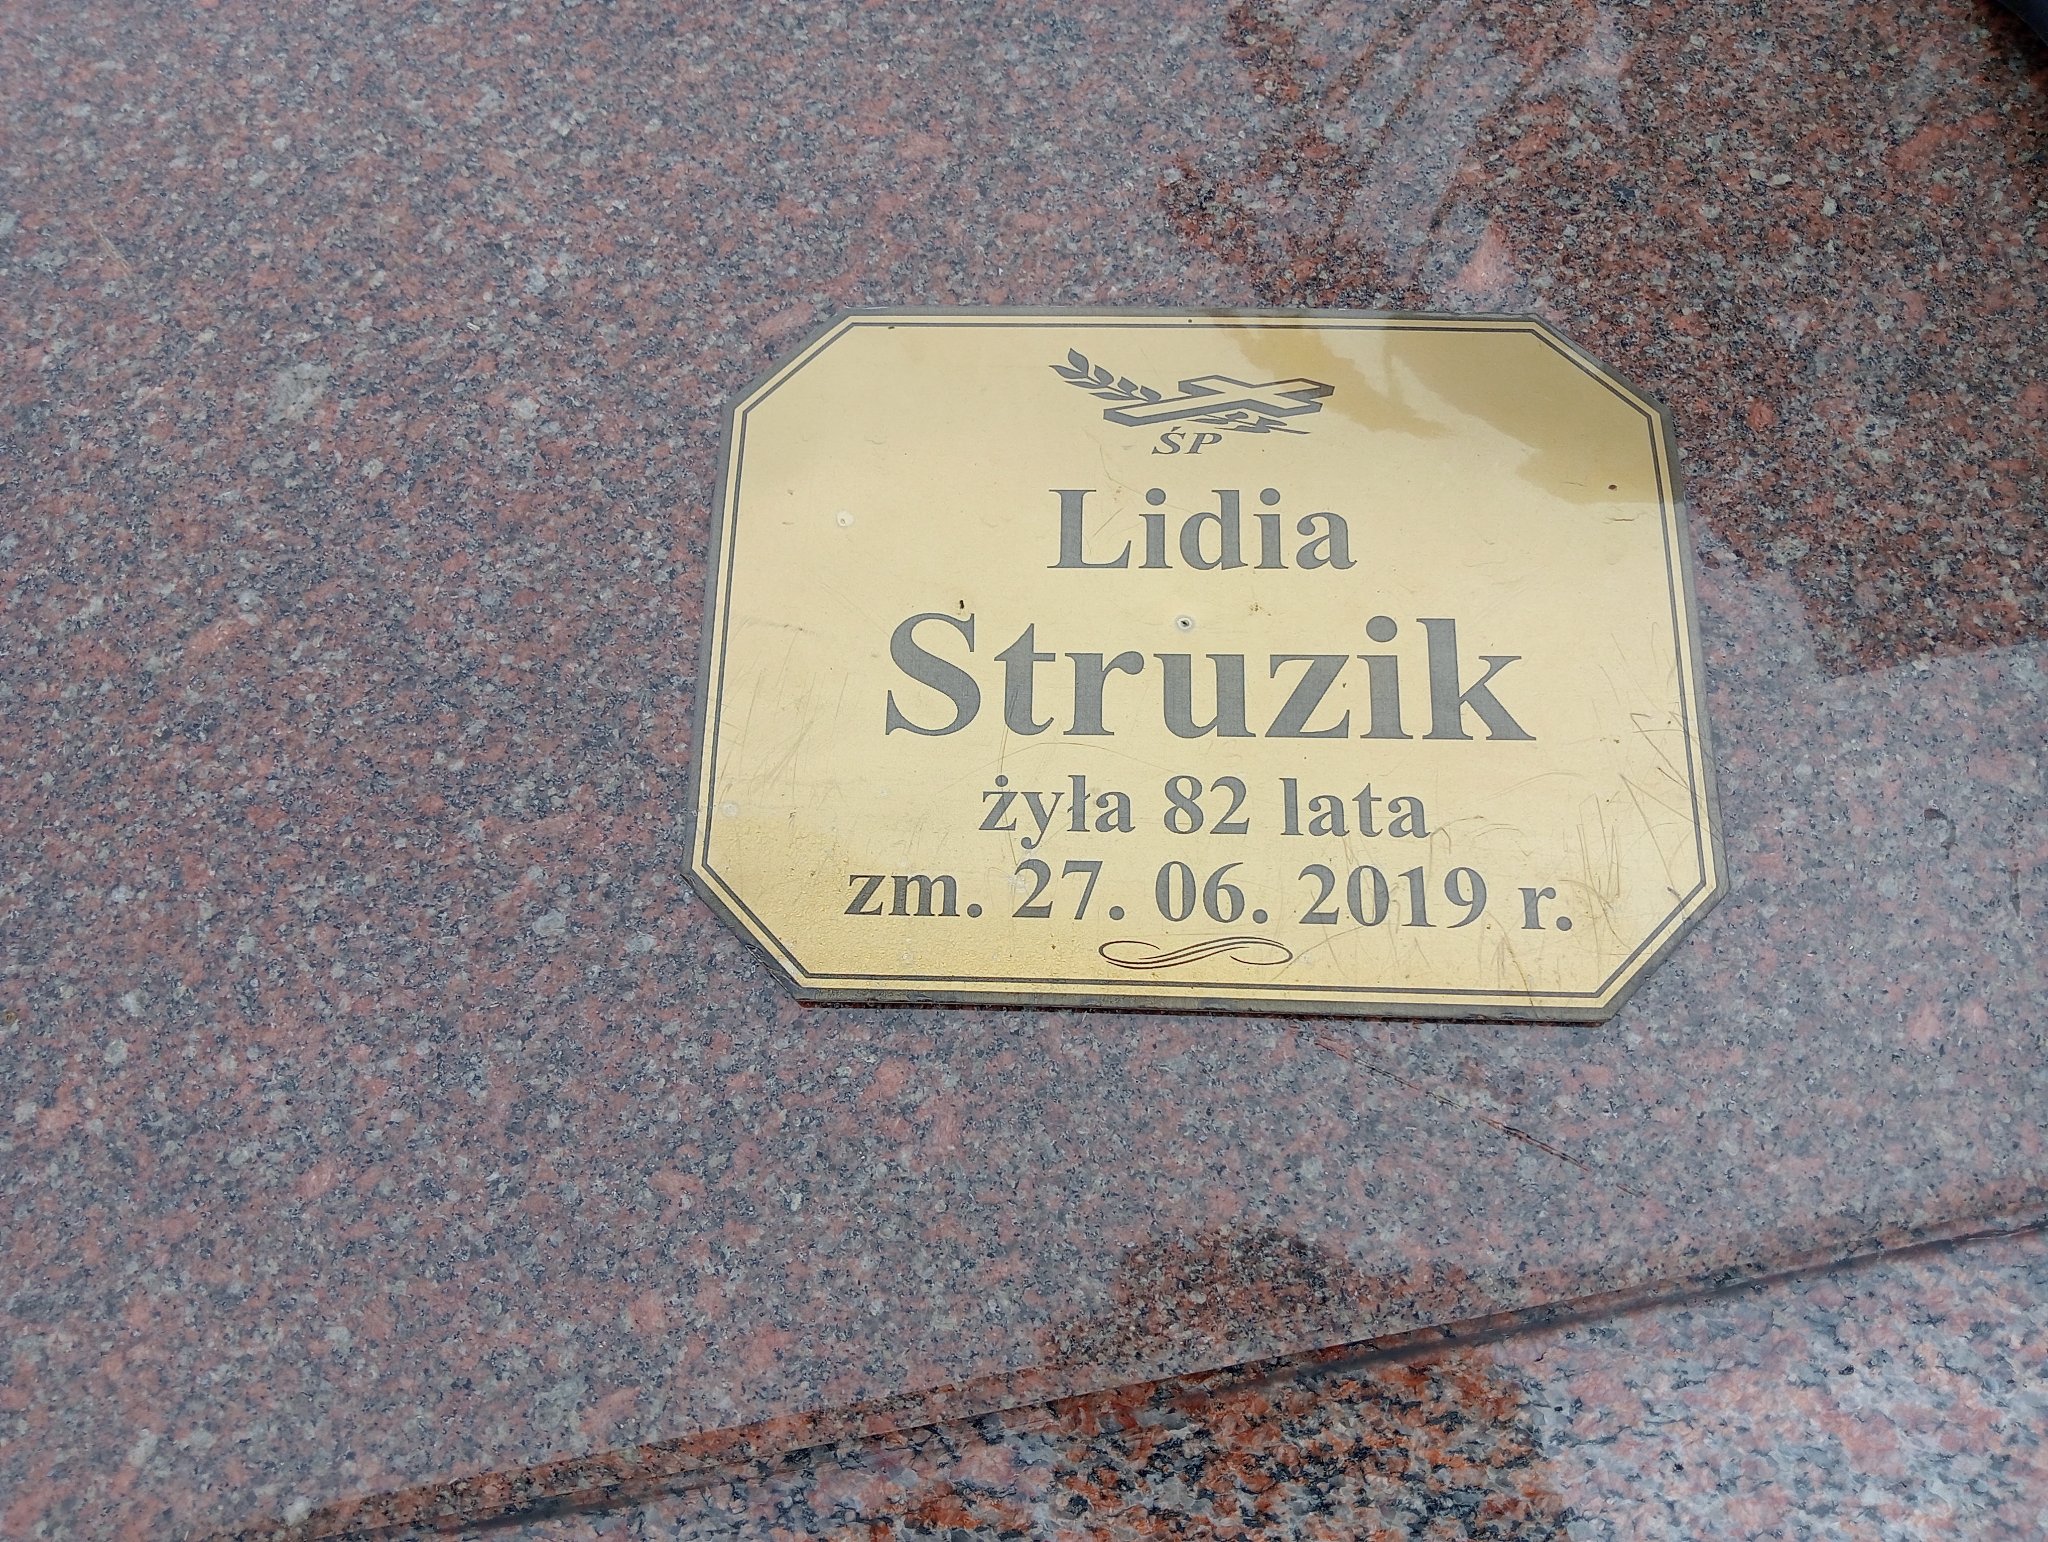 ŚP
Lidia
Struzik
żyła 82 lata
zm. 27. 06. 2019 r.